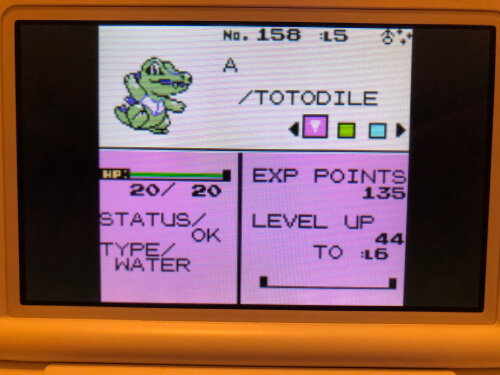 No. 158 :L5 ♂
A
/TOTODILE
HP:
20/ 20
STATUS/
OK
TYPE/
WATER
EXP POINTS
135
LEVEL UP
44
TO :L6